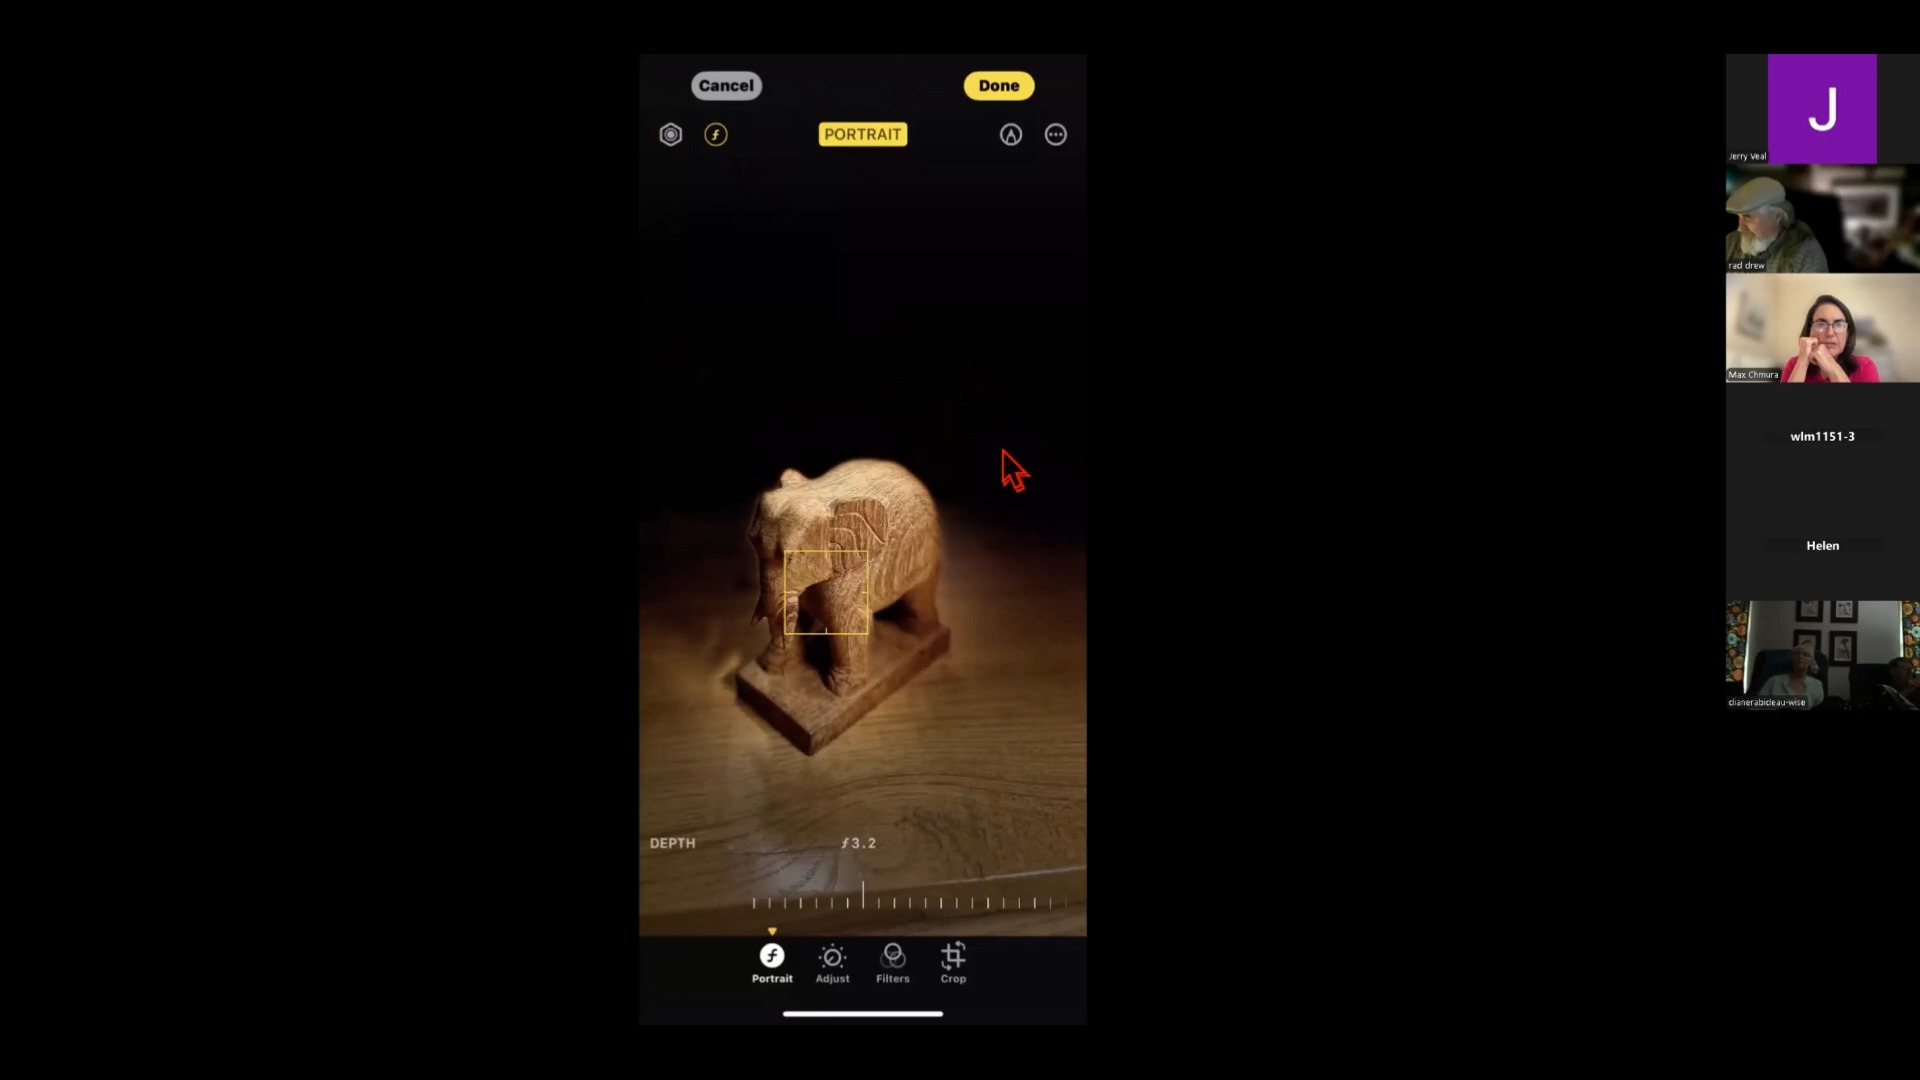 Cancel
Done
PORTRAIT
DEPTH
ƒ3.2
Portrait
Adjust
Filters
Crop
J
Jerry Veal
rad drew
Max Chmura
wlm1151-3
Helen
dianerabideau-wise